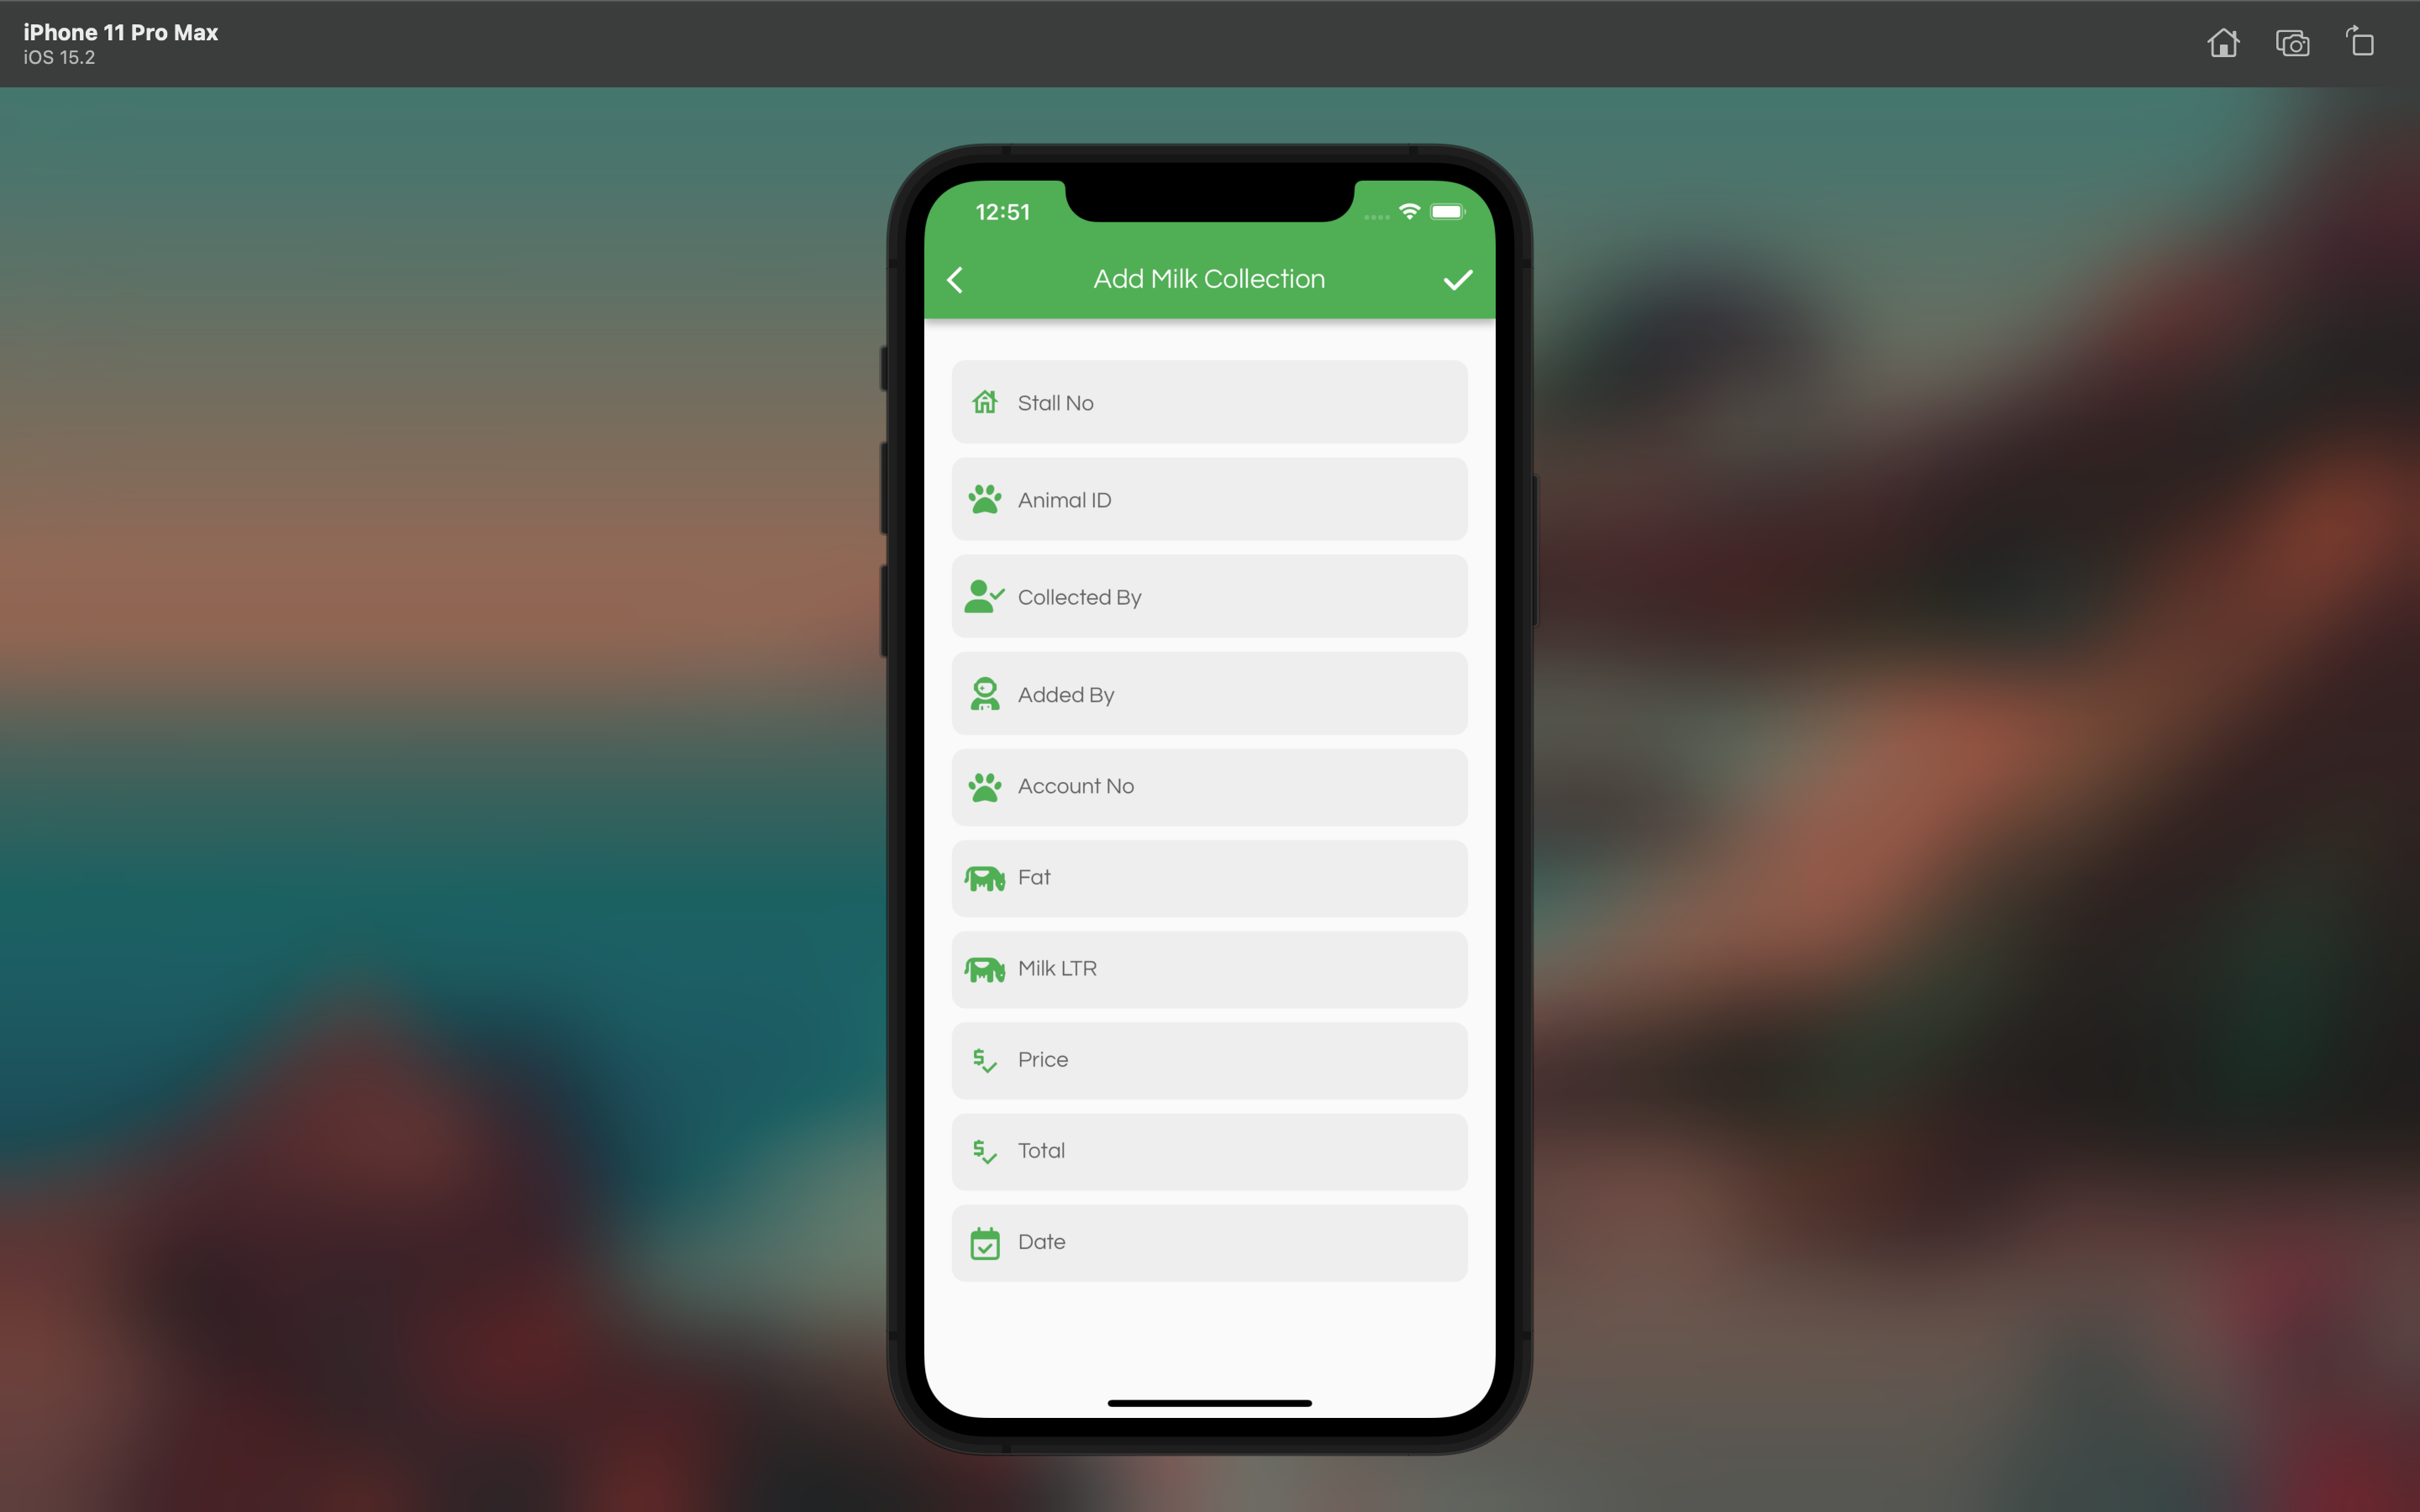 iPhone 11 Pro Max
iOS 15.2
12:51
Add Milk Collection
Stall No
Animal ID
Collected By
Added By
Account No
Fat
Milk LTR
Price
Total
Date